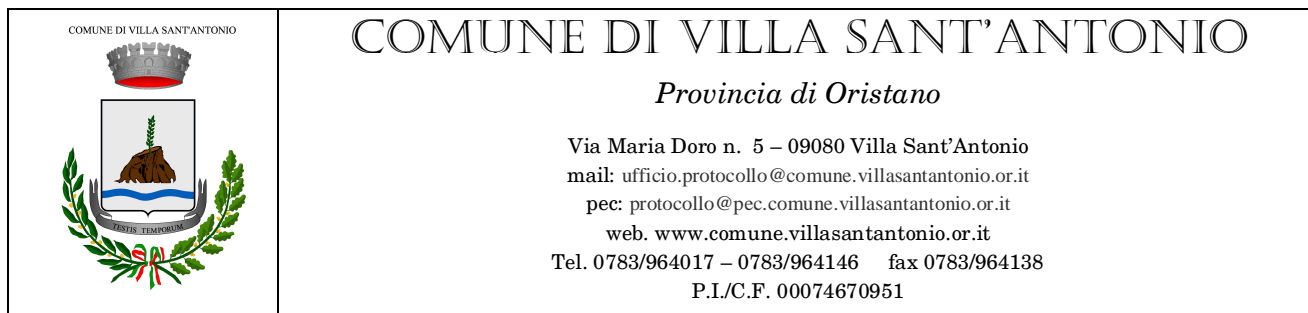 COMUNE DI VILLA SANT'ANTONIO
TESTIS TEMPORUM
COMUNE DI VILLA SANT'ANTONIO
Provincia di Oristano
Via Maria Doro n. 5 – 09080 Villa Sant'Antonio
mail: ufficio.protocollo@comune.villasantantonio.or.it
pec: protocollo@pec.comune.villasantantonio.or.it
web. www.comune.villasantantonio.or.it
Tel. 0783/964017 – 0783/964146 fax 0783/964138
P.I./C.F. 00074670951